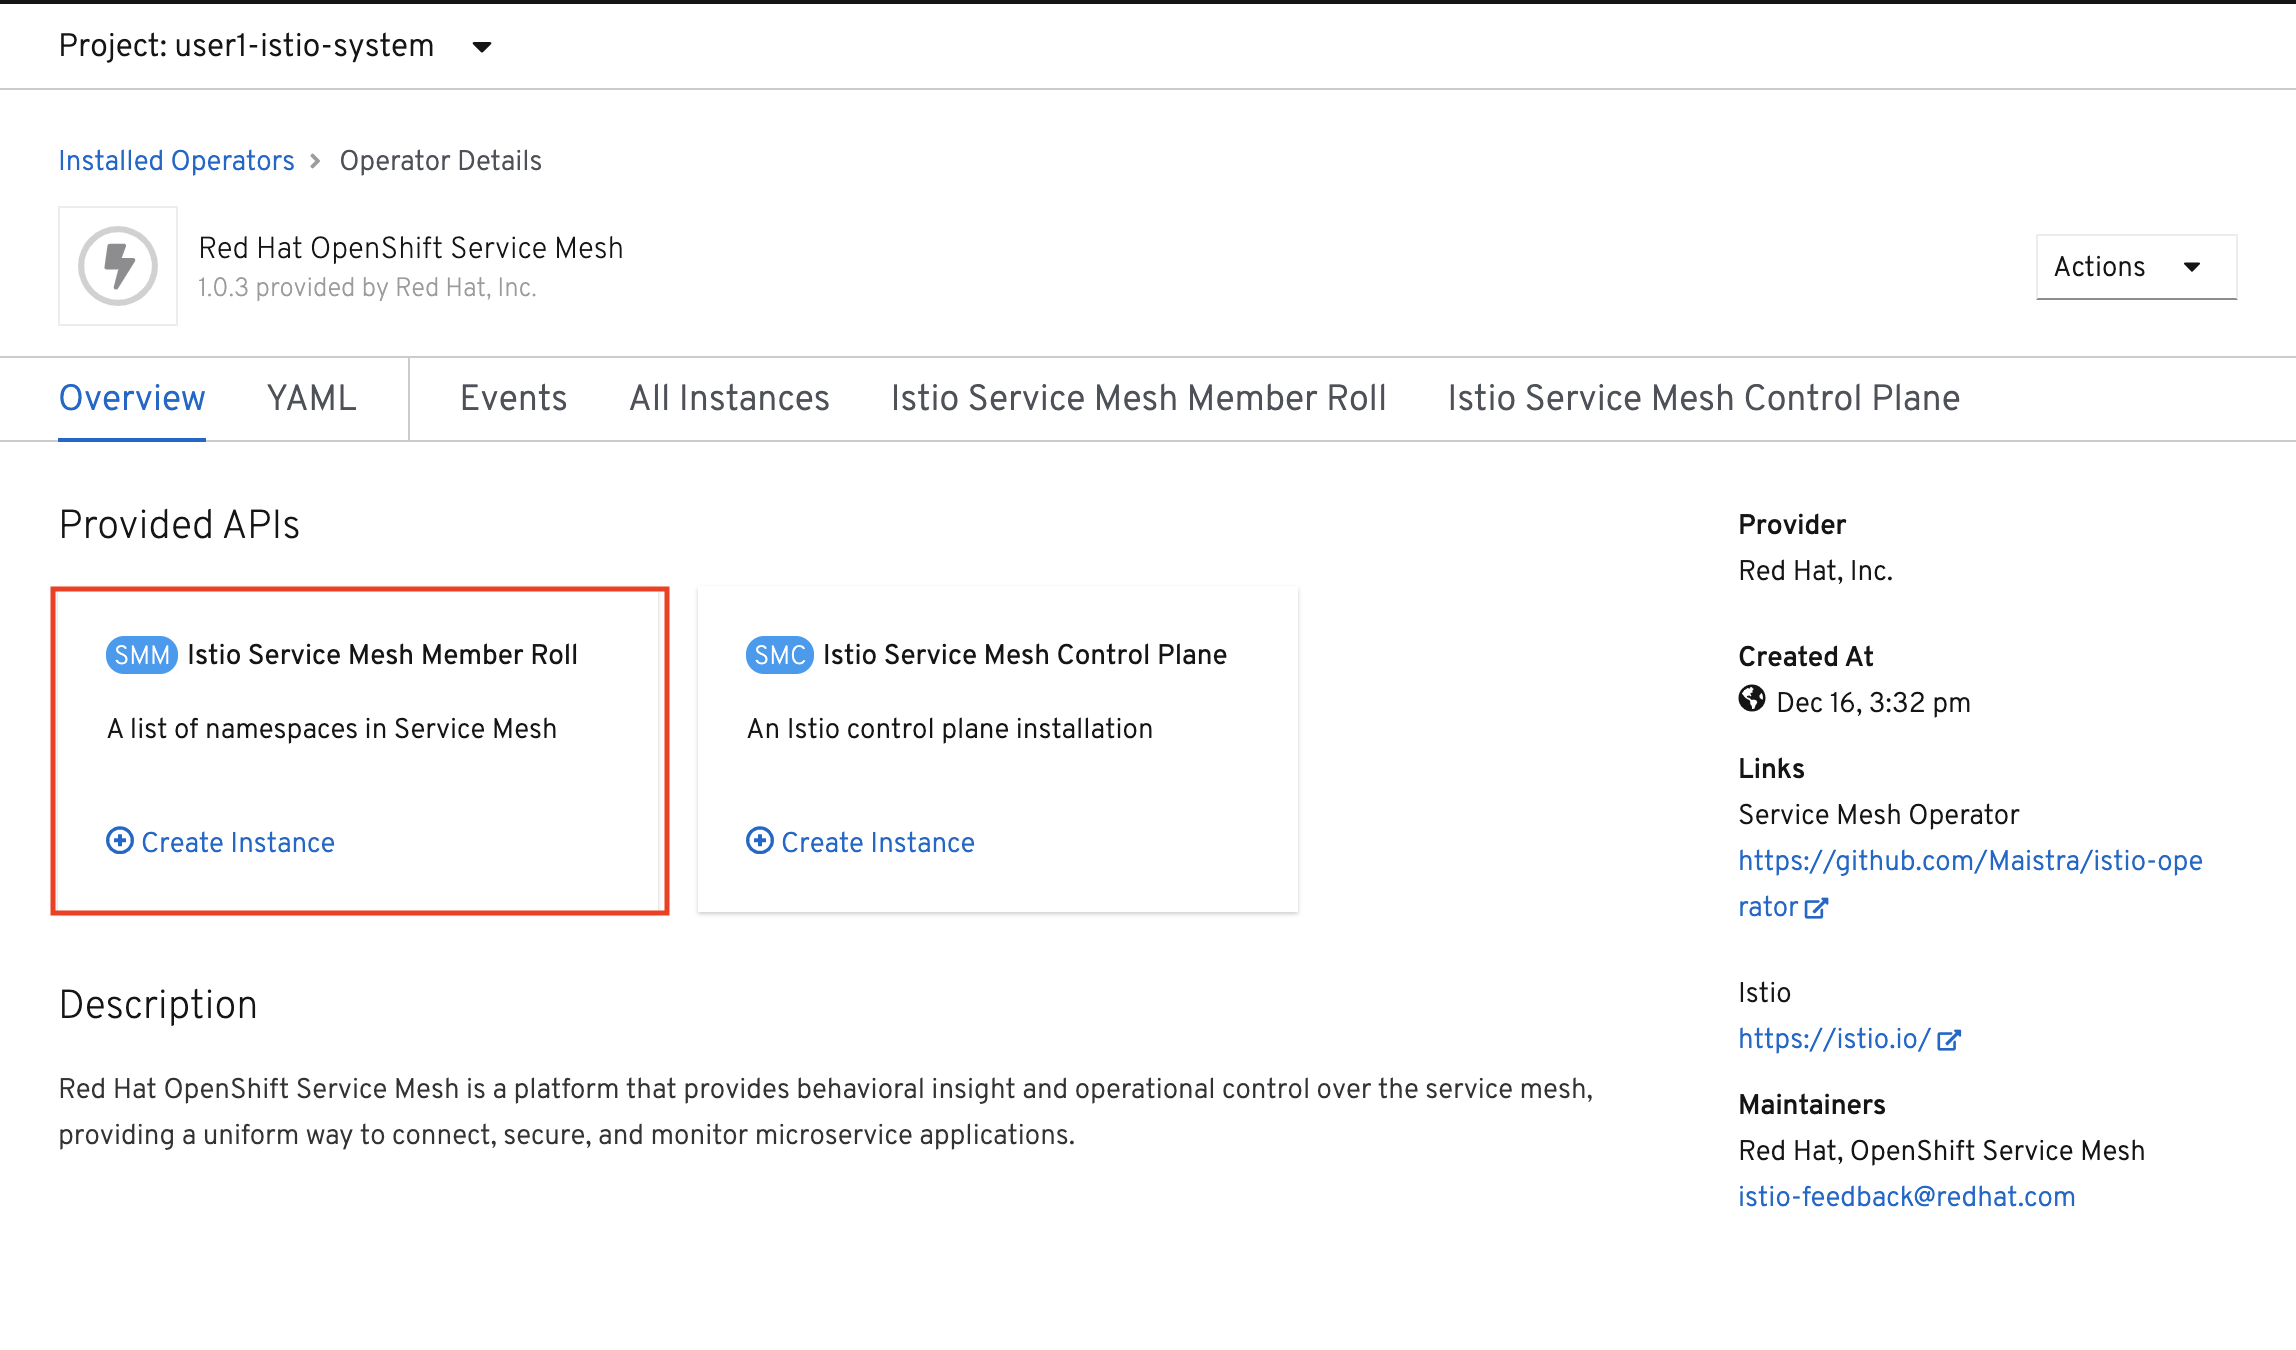 Project: user1-istio-system
Installed Operators > Operator Details
Red Hat OpenShift Service Mesh
1.0.3 provided by Red Hat, Inc.
Actions
Overview YAML Events All Instances Istio Service Mesh Member Roll Istio Service Mesh Control Plane
Provided APIs
SMM Istio Service Mesh Member Roll
A list of namespaces in Service Mesh
Create Instance
SMC Istio Service Mesh Control Plane
An Istio control plane installation
Create Instance
Description
Red Hat OpenShift Service Mesh is a platform that provides behavioral insight and operational control over the service mesh,
providing a uniform way to connect, secure, and monitor microservice applications.
Provider
Red Hat, Inc.
Created At
Dec 16, 3:32 pm
Links
Service Mesh Operator
https://github.com/Maistra/istio-ope
rator
Istio
https://istio.io/
Maintainers
Red Hat, OpenShift Service Mesh
istio-feedback@redhat.com